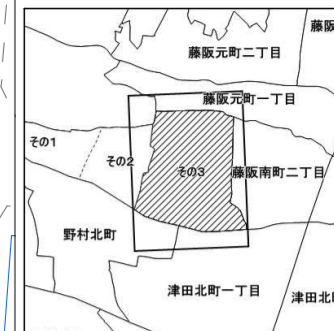 藤阪
藤阪元町二丁目
藤阪元町一丁目
その1
その2
その3
藤阪南町二丁目
野村北町
津田北町一丁目
津田北